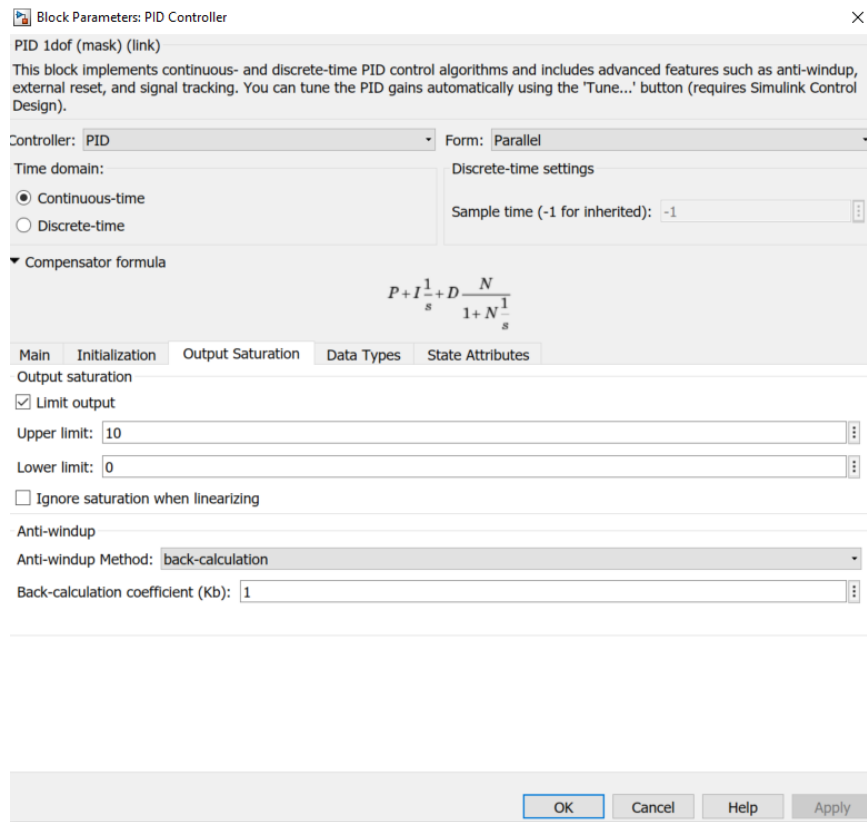 Block Parameters: PID Controller
PID 1dof (mask) (link)
This block implements continuous- and discrete-time PID control algorithms and includes advanced features such as anti-windup,
external reset, and signal tracking. You can tune the PID gains automatically using the 'Tune...' button (requires Simulink Control
Design).
Controller: PID Form: Parallel
Time domain: Discrete-time settings
Continuous-time
Sample time (-1 for inherited): -1
Discrete-time
Compensator formula
P+I 1/s +D N/(1+N 1/s)
Main Initialization Output Saturation Data Types State Attributes
Output saturation
Limit output
Upper limit: 10
Lower limit: 0
Ignore saturation when linearizing
Anti-windup
Anti-windup Method: back-calculation
Back-calculation coefficient (Kb): 1
OK Cancel Help Apply